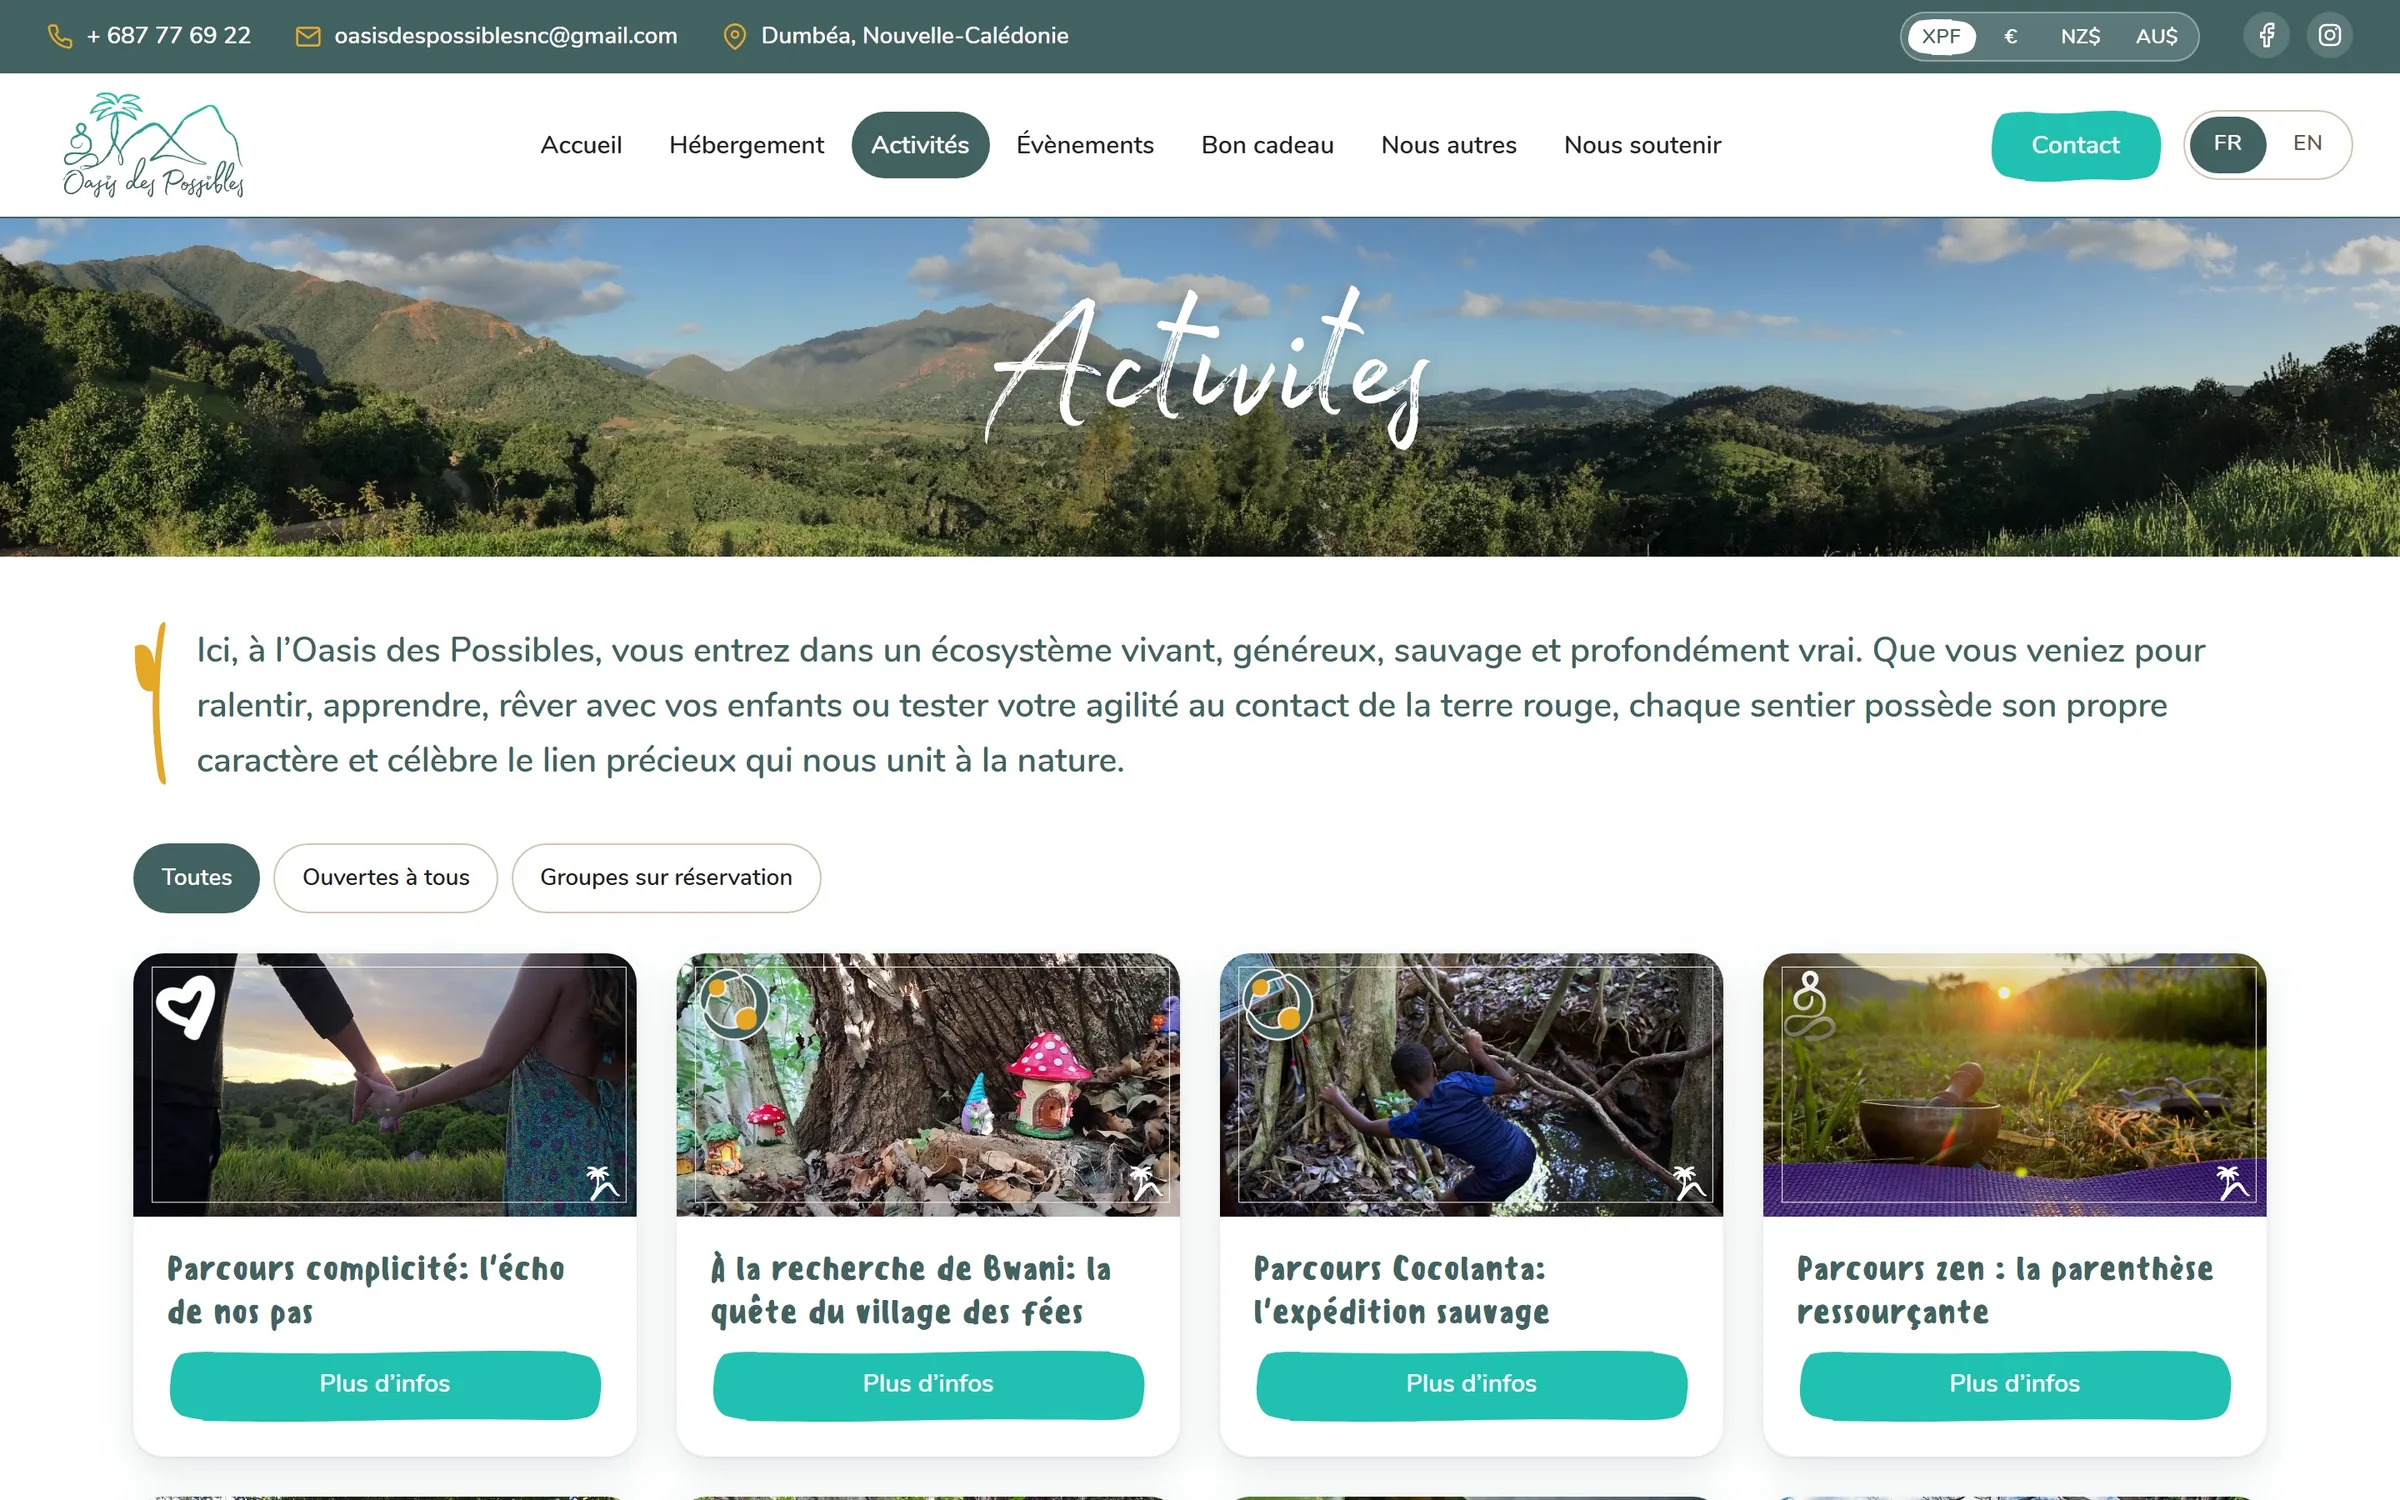 + 687 77 69 22
oasisdespossiblesnc@gmail.com
Dumbéa, Nouvelle-Calédonie
XPF € NZ$ AU$
Oasis des Possibles
Accueil Hébergement Activités Évènements Bon cadeau Nous autres Nous soutenir
Contact
FR EN
Activites
Ici, à l’Oasis des Possibles, vous entrez dans un écosystème vivant, généreux, sauvage et profondément vrai. Que vous veniez pour
ralentir, apprendre, rêver avec vos enfants ou tester votre agilité au contact de la terre rouge, chaque sentier possède son propre
caractère et célèbre le lien précieux qui nous unit à la nature.
Toutes
Ouvertes à tous
Groupes sur réservation
Parcours complicité: l'écho
de nos pas
Plus d’infos
À la recherche de Bwani: la
quête du village des fées
Plus d’infos
Parcours Cocolanta:
l'expédition sauvage
Plus d’infos
Parcours zen : la parenthèse
ressourçante
Plus d’infos